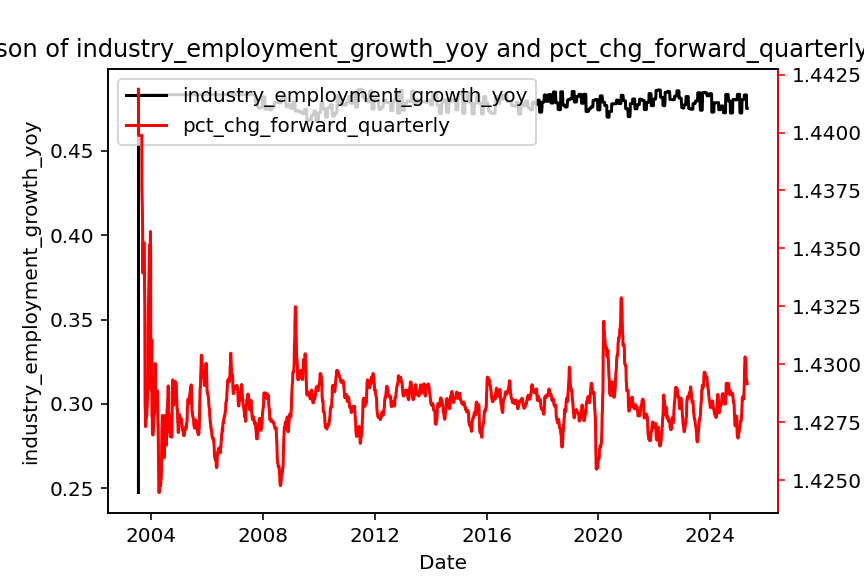 son of industry_employment_growth_yoy and pct_chg_forward_quarterly
industry_employment_growth_yoy
pct_chg_forward_quarterly
industry_employment_growth_yoy
0.45
0.40
0.35
0.30
0.25
1.4425
1.4400
1.4375
1.4350
1.4325
1.4300
1.4275
1.4250
2004 2008 2012 2016 2020 2024
Date